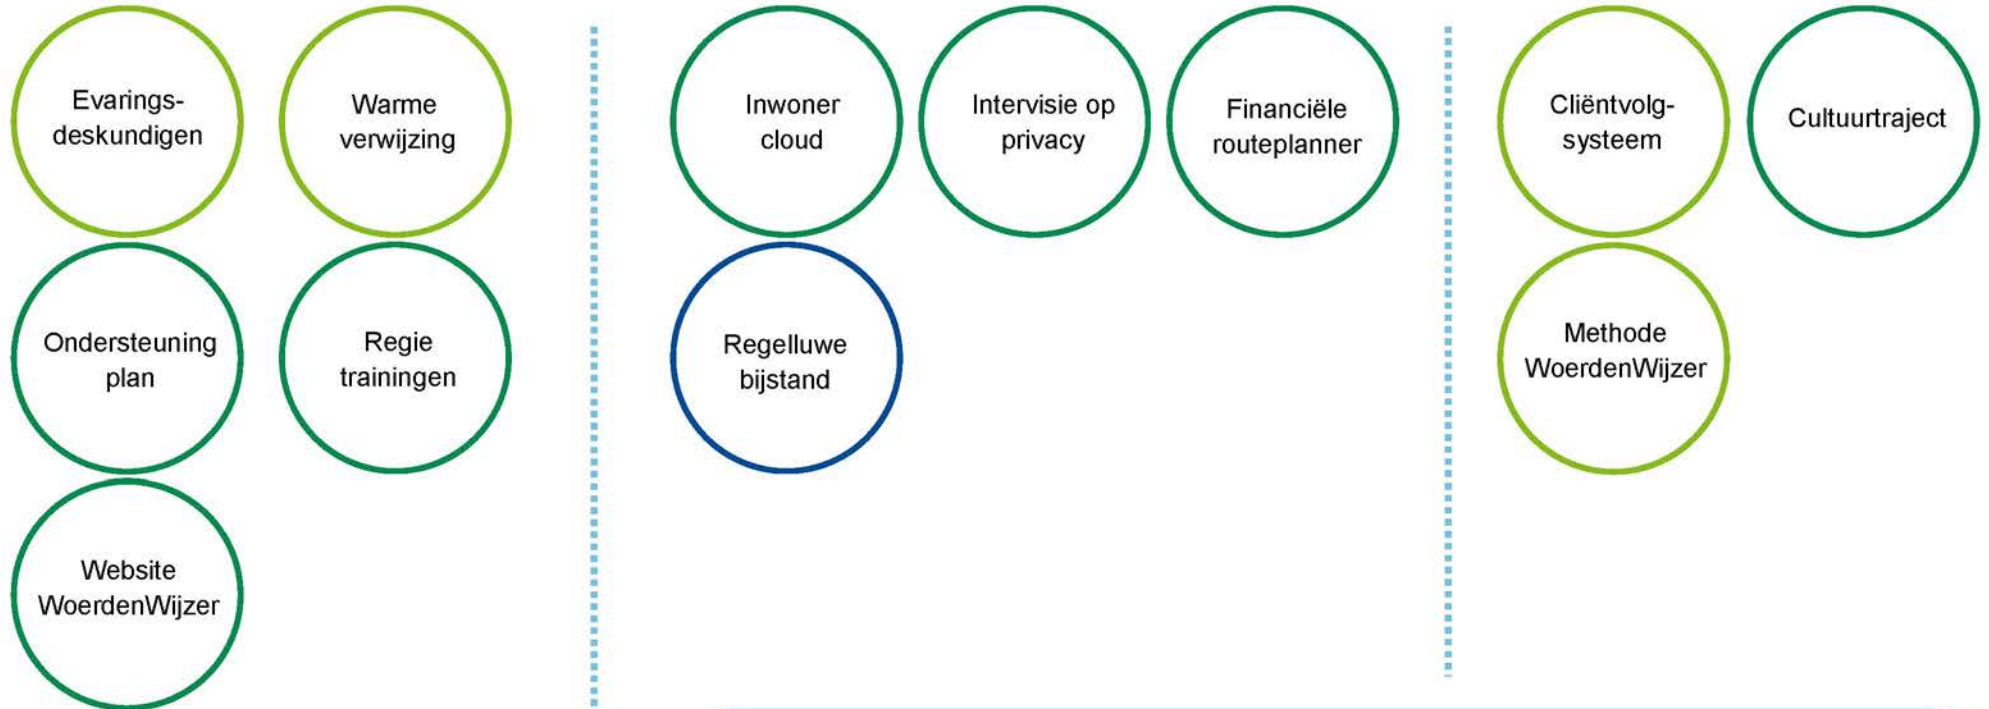 Evarings-
deskundigen
Warme
verwijzing
Ondersteuning
plan
Regie
trainingen
Website
WoerdenWijzer
Inwoner
cloud
Intervisie op
privacy
Financiële
routeplanner
Regelluwe
bijstand
Cliëntvolg-
systeem
Cultuurtraject
Methode
WoerdenWijzer